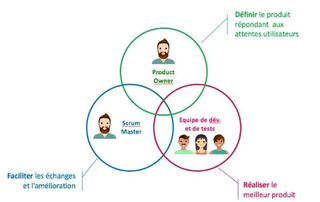 Définir le produit
répondant aux
attentes utilisateurs
Product
Owner
Scrum
Master
Equipe de dév.
et de tests
Faciliter les échanges
et l'amélioration
Réaliser le
meilleur produit